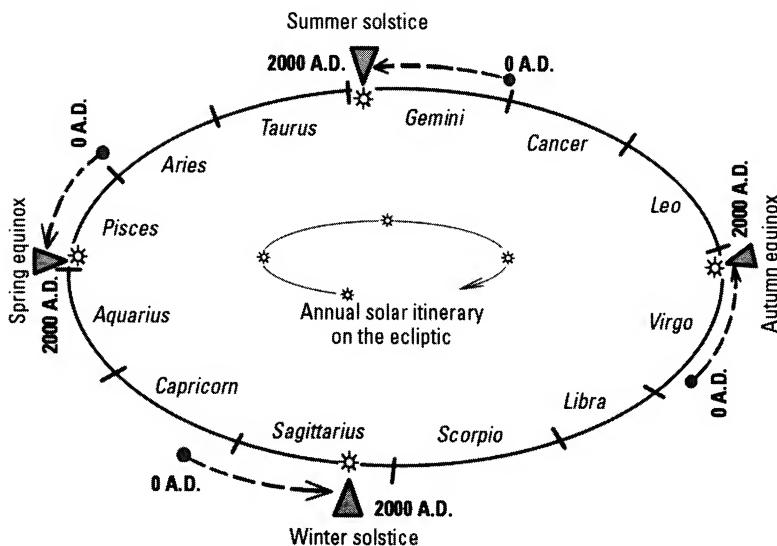 Summer solstice
2000 A.D.
0 A.D.
Taurus
Gemini
0 A.D.
Aries
Cancer
Pisces
Leo
2000 A.D.
Spring equinox
Autumn equinox
2000 A.D.
Annual solar itinerary
on the ecliptic
Aquarius
Virgo
Capricorn
Libra
0 A.D.
Sagittarius
Scorpio
0 A.D.
2000 A.D.
Winter solstice